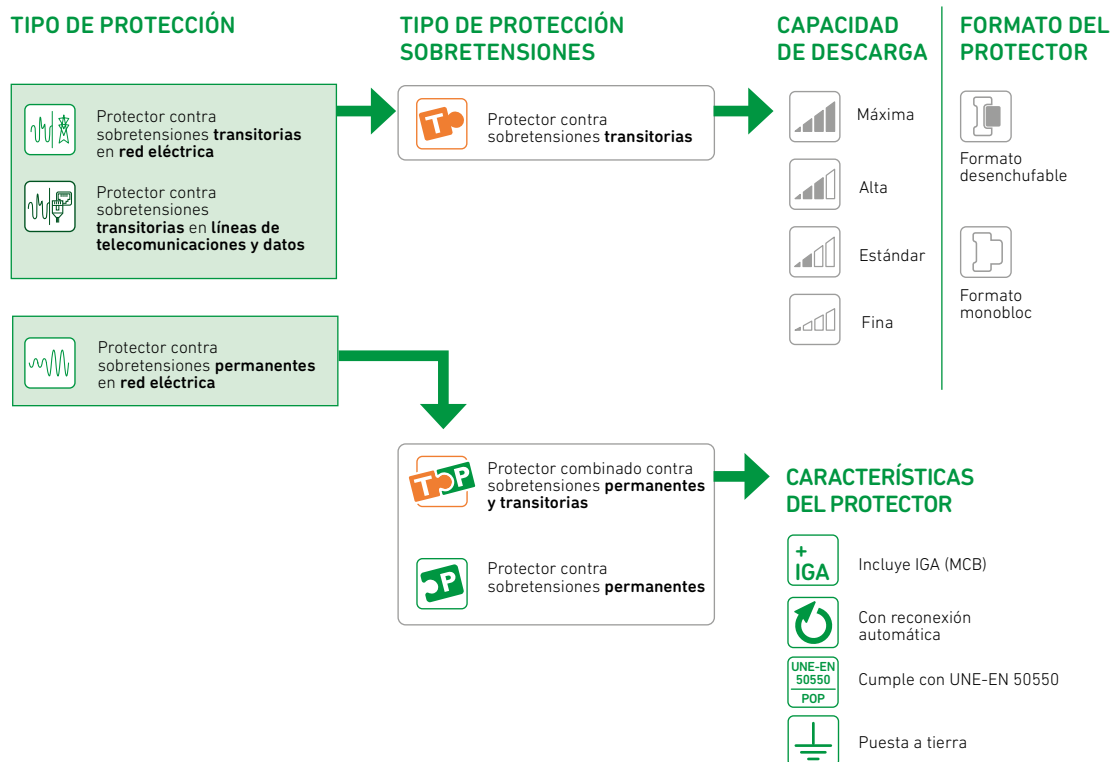 TIPO DE PROTECCIÓN
Protector contra
sobretensiones transitorias
en red eléctrica
Protector contra
sobretensiones
transitorias en líneas de
telecomunicaciones y datos
Protector contra
sobretensiones permanentes
en red eléctrica
TIPO DE PROTECCIÓN
SOBRETENSIONES
T
Protector contra
sobretensiones transitorias
TOP
Protector combinado contra
sobretensiones permanentes
y transitorias
P
Protector contra
sobretensiones permanentes
CAPACIDAD
DE DESCARGA
Máxima
Alta
Estándar
Fina
FORMATO DEL
PROTECTOR
Formato
desenchufable
Formato
monobloc
CARACTERÍSTICAS
DEL PROTECTOR
+
IGA
Incluye IGA (MCB)
Con reconexión
automática
UNE-EN
50550
POP
Cumple con UNE-EN 50550
Puesta a tierra